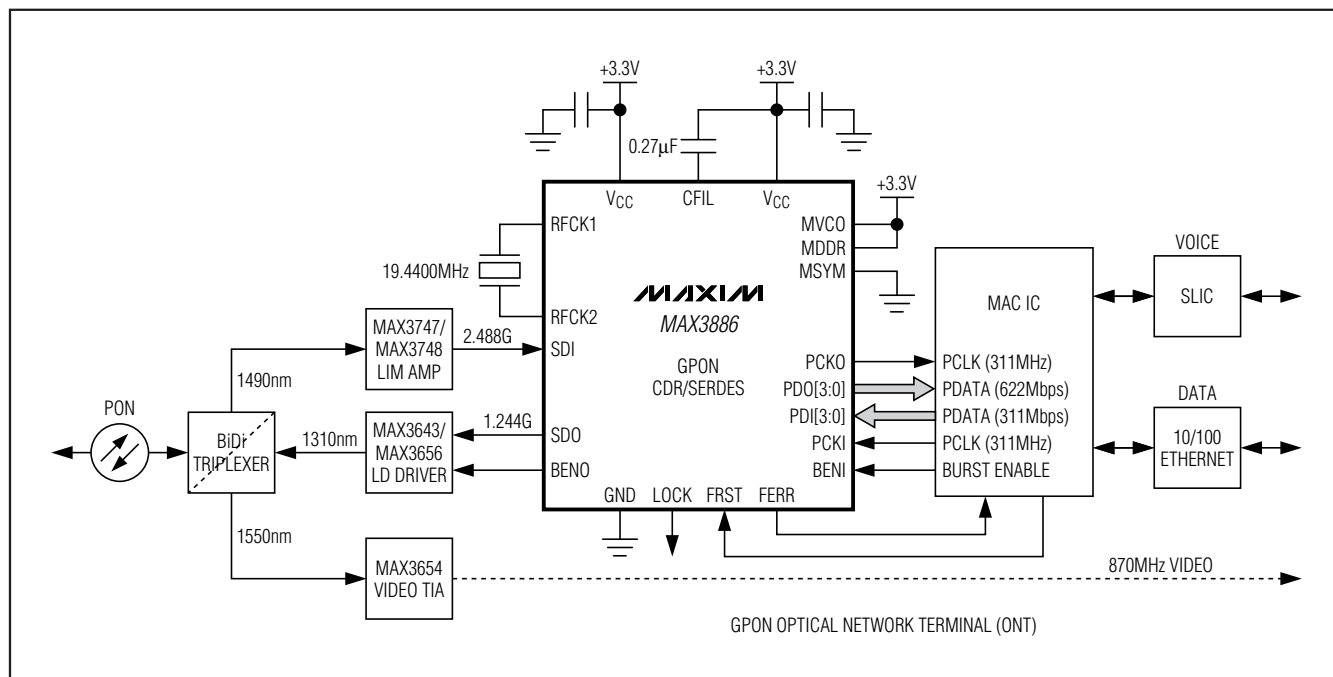 +3.3V
+3.3V
0.27µF
VCC
CFIL
VCC
+3.3V
RFCK1
MVCO
MDDR
MSYM
19.4400MHz
RFCK2
MAXIM
MAX3886
GPON
CDR/SERDES
MAC IC
VOICE
SLIC
MAX3747/
MAX3748
LIM AMP
2.488G
SDI
1490nm
PCKO
PCLK (311MHz)
PDO[3:0]
PDATA (622Mbps)
PDI[3:0]
PDATA (311Mbps)
PCKI
PCLK (311MHz)
BENI
BURST ENABLE
DATA
10/100
ETHERNET
PON
BiDi
TRIPLEXER
1310nm
MAX3643/
MAX3656
LD DRIVER
1.244G
SDO
BENO
GND
LOCK
FRST
FERR
1550nm
MAX3654
VIDEO TIA
870MHz VIDEO
GPON OPTICAL NETWORK TERMINAL (ONT)